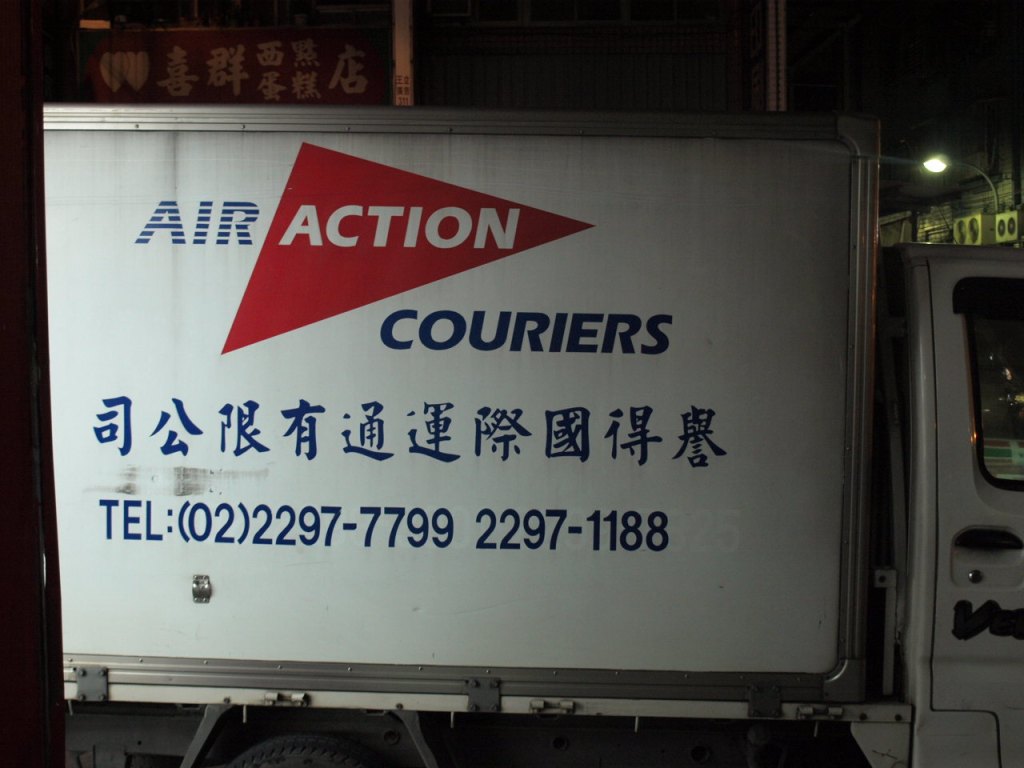 喜群西點蛋糕店
AIR ACTION
COURIERS
司公限有通運際國得譽
TEL:(02)2297-7799 2297-1188